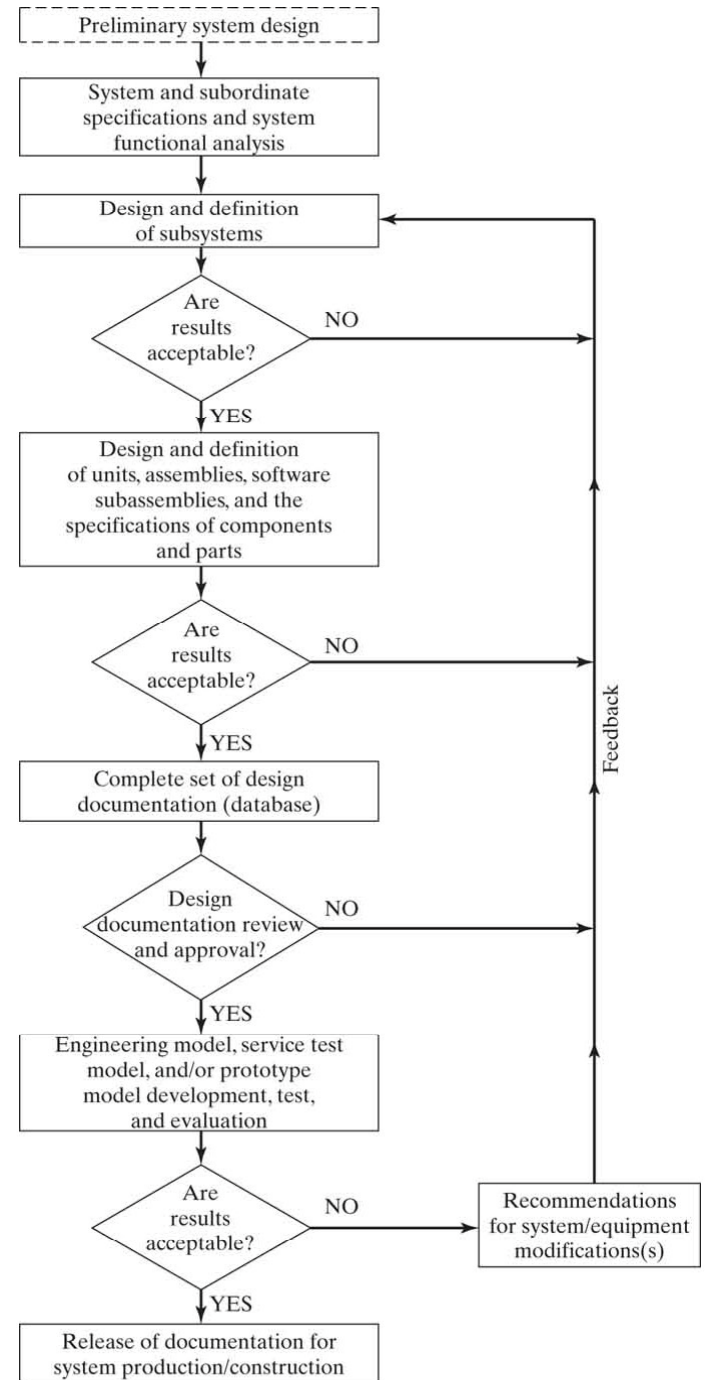 Preliminary system design
System and subordinate
specifications and system
functional analysis
Design and definition
of subsystems
Are
results
acceptable?
NO
YES
Design and definition
of units, assemblies, software
subassemblies, and the
specifications of components
and parts
Are
results
acceptable?
NO
YES
Feedback
Complete set of design
documentation (database)
Design
documentation review
and approval?
NO
YES
Engineering model, service test
model, and/or prototype
model development, test,
and evaluation
Are
results
acceptable?
NO
Recommendations
for system/equipment
modifications(s)
YES
Release of documentation for
system production/construction